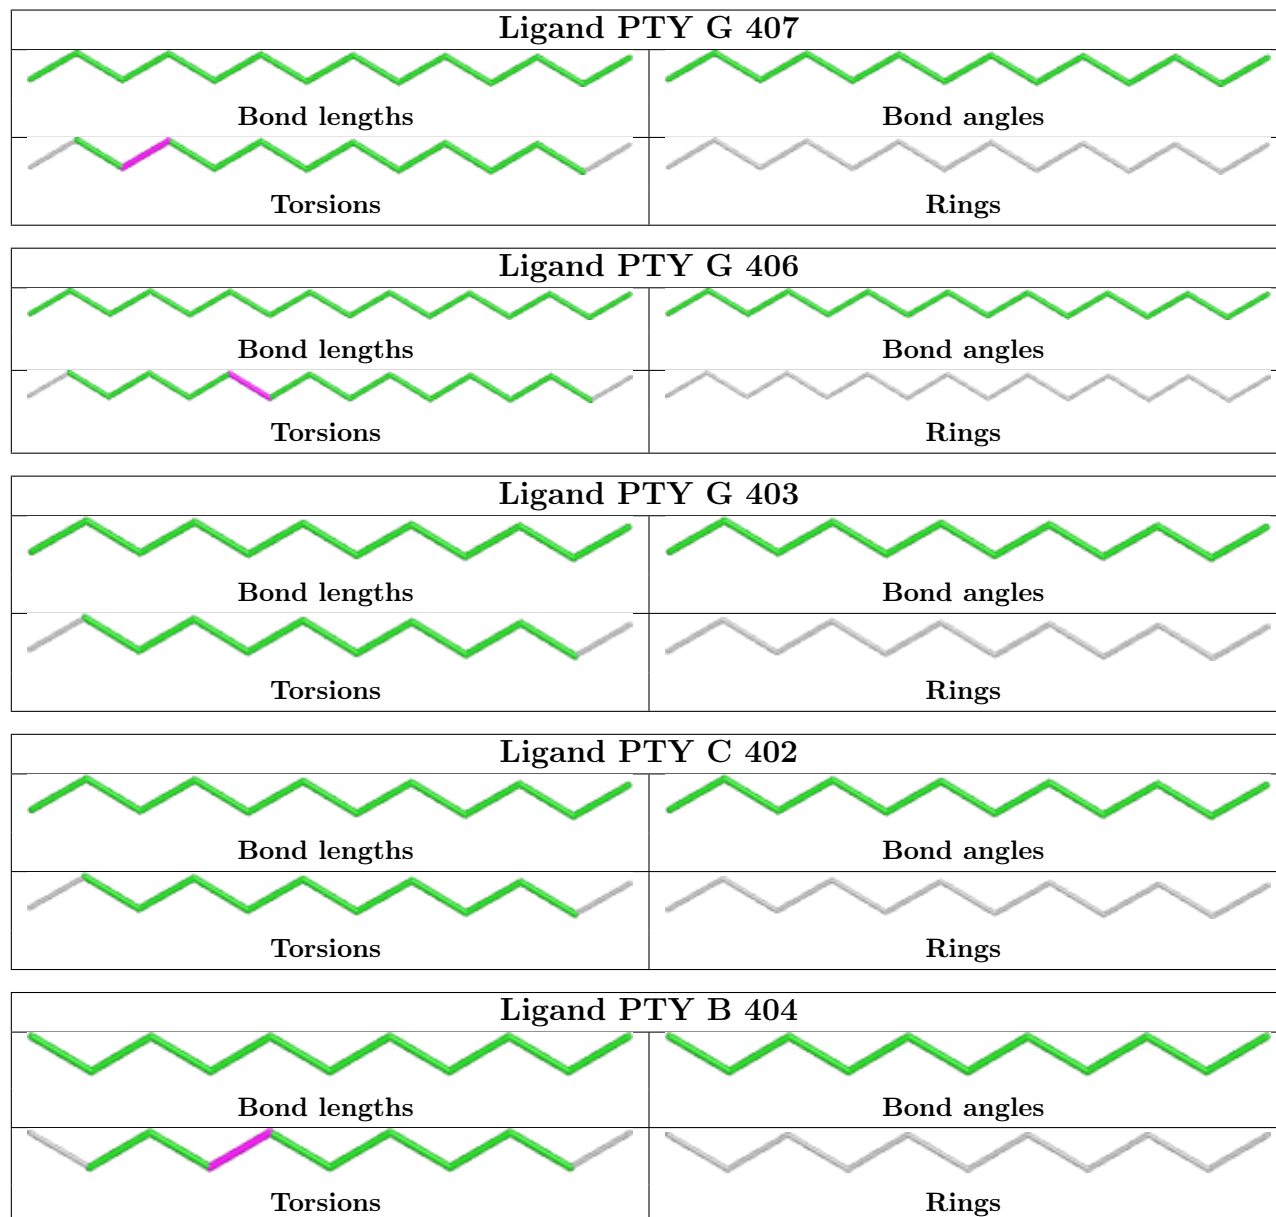 Ligand PTY G 407
Bond lengths
Bond angles
Torsions
Rings
Ligand PTY G 406
Bond lengths
Bond angles
Torsions
Rings
Ligand PTY G 403
Bond lengths
Bond angles
Torsions
Rings
Ligand PTY C 402
Bond lengths
Bond angles
Torsions
Rings
Ligand PTY B 404
Bond lengths
Bond angles
Torsions
Rings